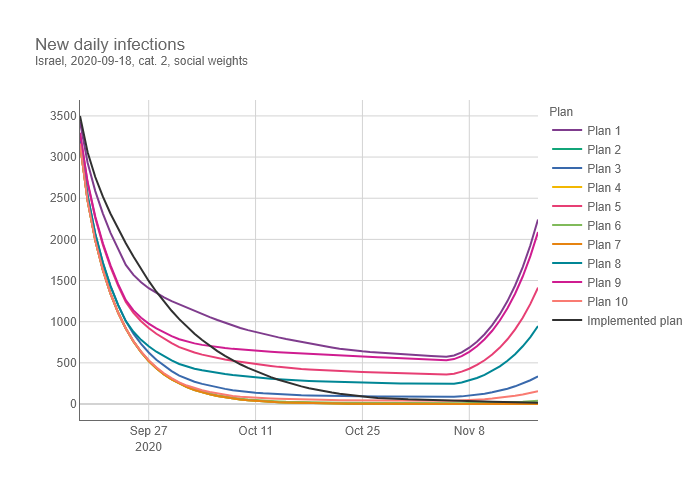 New daily infections
Israel, 2020-09-18, cat. 2, social weights
3500
3000
2500
2000
1500
1000
500
0
Sep 27
2020
Oct 11
Oct 25
Nov 8
Plan
Plan 1
Plan 2
Plan 3
Plan 4
Plan 5
Plan 6
Plan 7
Plan 8
Plan 9
Plan 10
Implemented plan